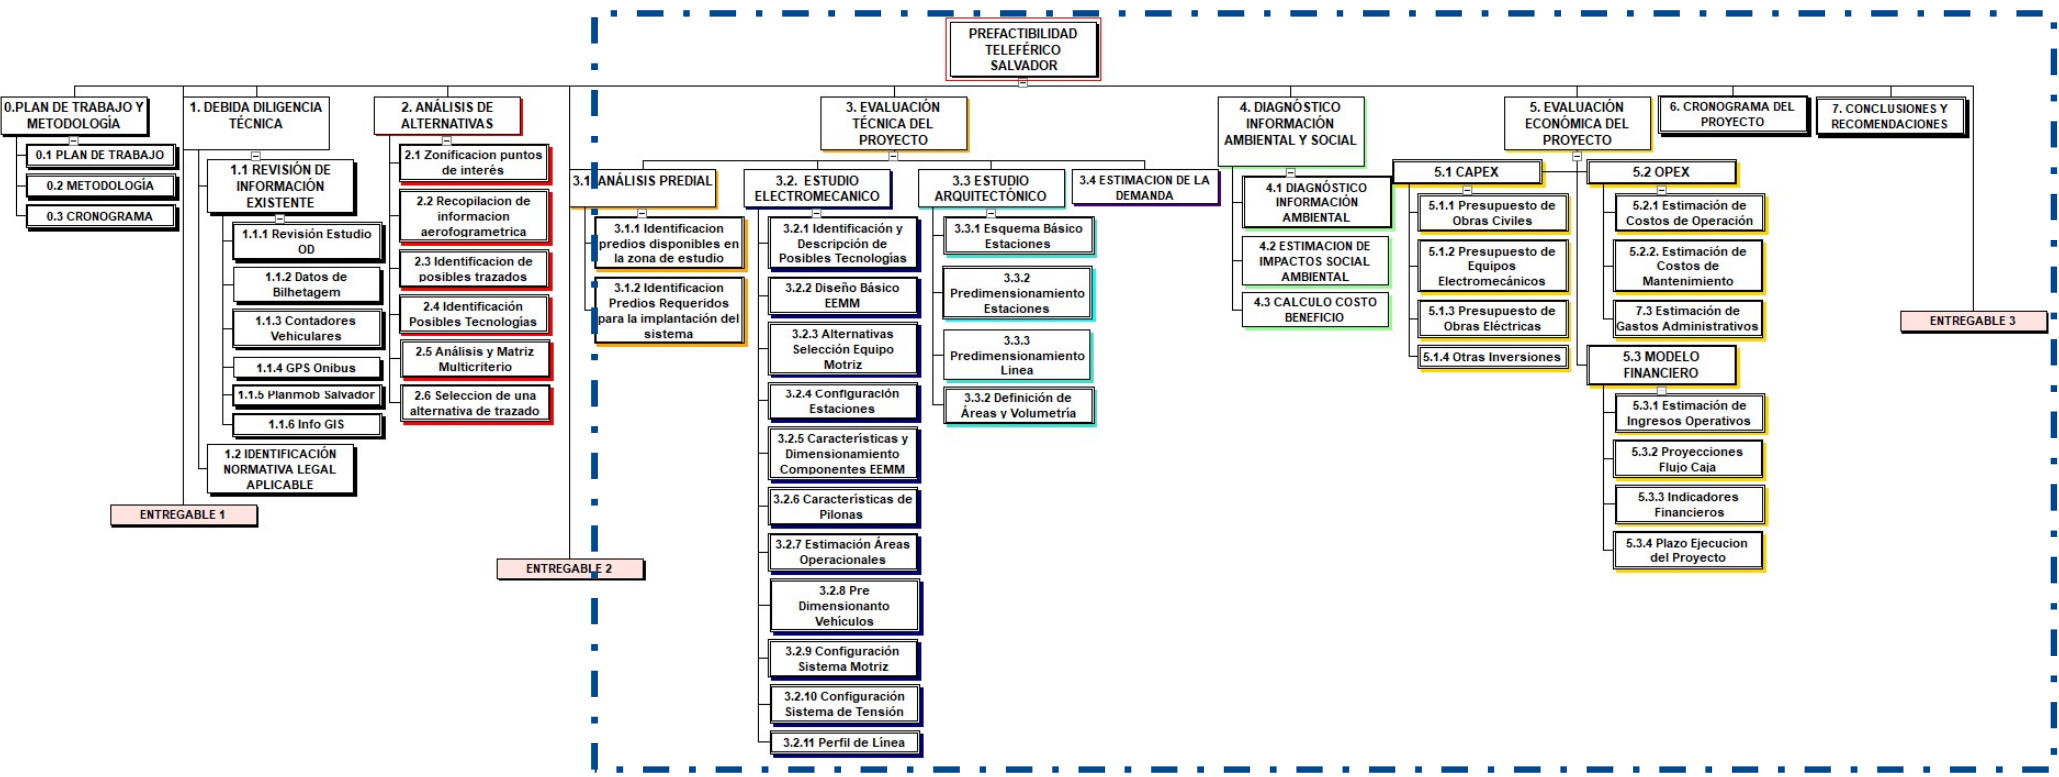 PREFACTIBILIDAD
TELEFÉRICO
SALVADOR
0.PLAN DE TRABAJO Y
METODOLOGÍA
0.1 PLAN DE TRABAJO
0.2 METODOLOGÍA
0.3 CRONOGRAMA
1. DEBIDA DILIGENCIA
TÉCNICA
1.1 REVISIÓN DE
INFORMACIÓN
EXISTENTE
1.1.1 Revisión Estudio
OD
1.1.2 Datos de
Bilhetagem
1.1.3 Contadores
Vehiculares
1.1.4 GPS Onibus
1.1.5 Planmob Salvador
1.1.6 Info GIS
1.2 IDENTIFICACIÓN
NORMATIVA LEGAL
APLICABLE
ENTREGABLE 1
2. ANÁLISIS DE
ALTERNATIVAS
2.1 Zonificacion puntos
de interés
2.2 Recopilacion de
informacion
aerofogrametrica
2.3 Identificacion de
posibles trazados
2.4 Identificación
Posibles Tecnologías
2.5 Análisis y Matriz
Multicriterio
2.6 Seleccion de una
alternativa de trazado
ENTREGABLE 2
3. EVALUACIÓN
TÉCNICA DEL
PROYECTO
3.1 ANÁLISIS PREDIAL
3.1.1 Identificacion
predios disponibles en
la zona de estudio
3.1.2 Identificacion
Predios Requeridos
para la implantación del
sistema
3.2. ESTUDIO
ELECTROMECANICO
3.2.1 Identificación y
Descripción de
Posibles Tecnologías
3.2.2 Diseño Básico
EEMM
3.2.3 Alternativas
Selección Equipo
Motriz
3.2.4 Configuración
Estaciones
3.2.5 Características y
Dimensionamiento
Componentes EEMM
3.2.6 Características de
Pilonas
3.2.7 Estimación Áreas
Operacionales
3.2.8 Pre
Dimensionanto
Vehículos
3.2.9 Configuración
Sistema Motriz
3.2.10 Configuración
Sistema de Tensión
3.2.11 Perfil de Línea
3.3 ESTUDIO
ARQUITECTÓNICO
3.3.1 Esquema Básico
Estaciones
3.3.2
Predimensionamiento
Estaciones
3.3.3
Predimensionamiento
Linea
3.3.2 Definición de
Áreas y Volumetría
3.4 ESTIMACION DE LA
DEMANDA
4. DIAGNÓSTICO
INFORMACIÓN
AMBIENTAL Y SOCIAL
4.1 DIAGNÓSTICO
INFORMACIÓN
AMBIENTAL
4.2 ESTIMACION DE
IMPACTOS SOCIAL
AMBIENTAL
4.3 CALCULO COSTO
BENEFICIO
5. EVALUACIÓN
ECONÓMICA DEL
PROYECTO
5.1 CAPEX
5.1.1 Presupuesto de
Obras Civiles
5.1.2 Presupuesto de
Equipos
Electromecánicos
5.1.3 Presupuesto de
Obras Eléctricas
5.1.4 Otras Inversiones
5.2 OPEX
5.2.1 Estimación de
Costos de Operación
5.2.2. Estimación de
Costos de
Mantenimiento
7.3 Estimación de
Gastos Administrativos
5.3 MODELO
FINANCIERO
5.3.1 Estimación de
Ingresos Operativos
5.3.2 Proyecciones
Flujo Caja
5.3.3 Indicadores
Financieros
5.3.4 Plazo Ejecucion
del Proyecto
6. CRONOGRAMA DEL
PROYECTO
7. CONCLUSIONES Y
RECOMENDACIONES
ENTREGABLE 3